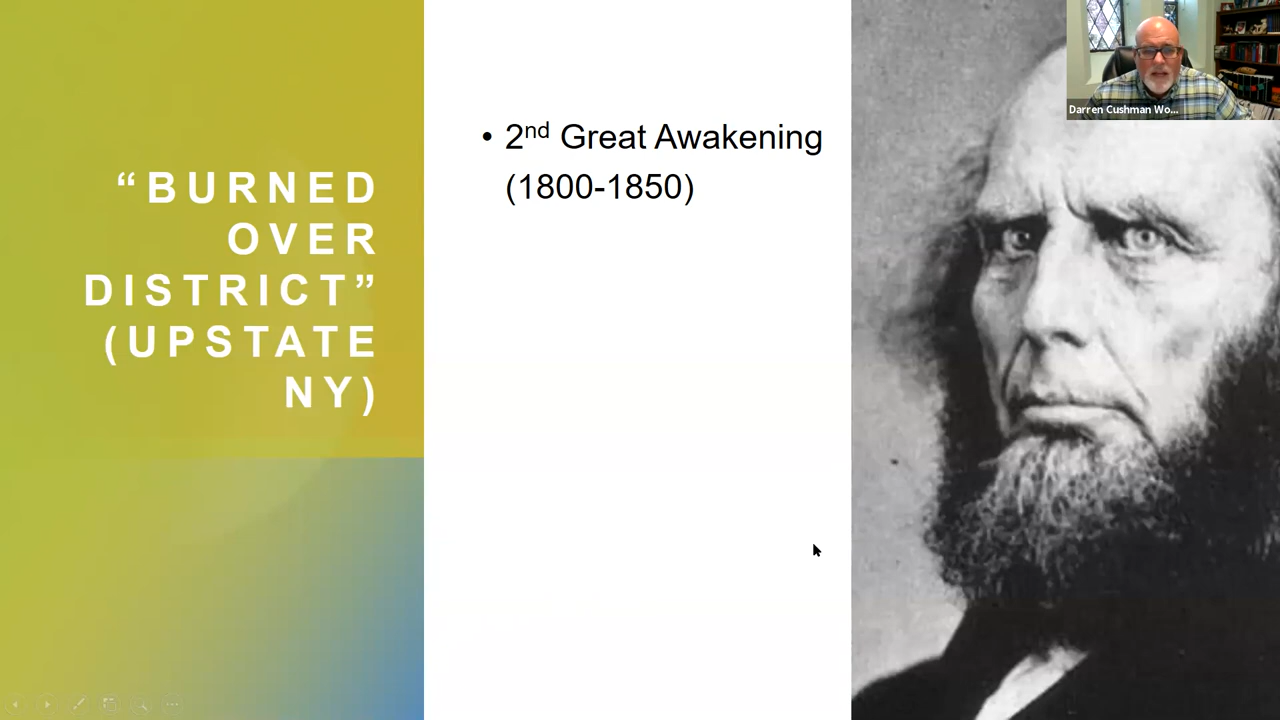 “BURNED
OVER
DISTRICT”
(UPSTATE
NY)
• 2nd Great Awakening
(1800-1850)
Darren Cushman Wo...